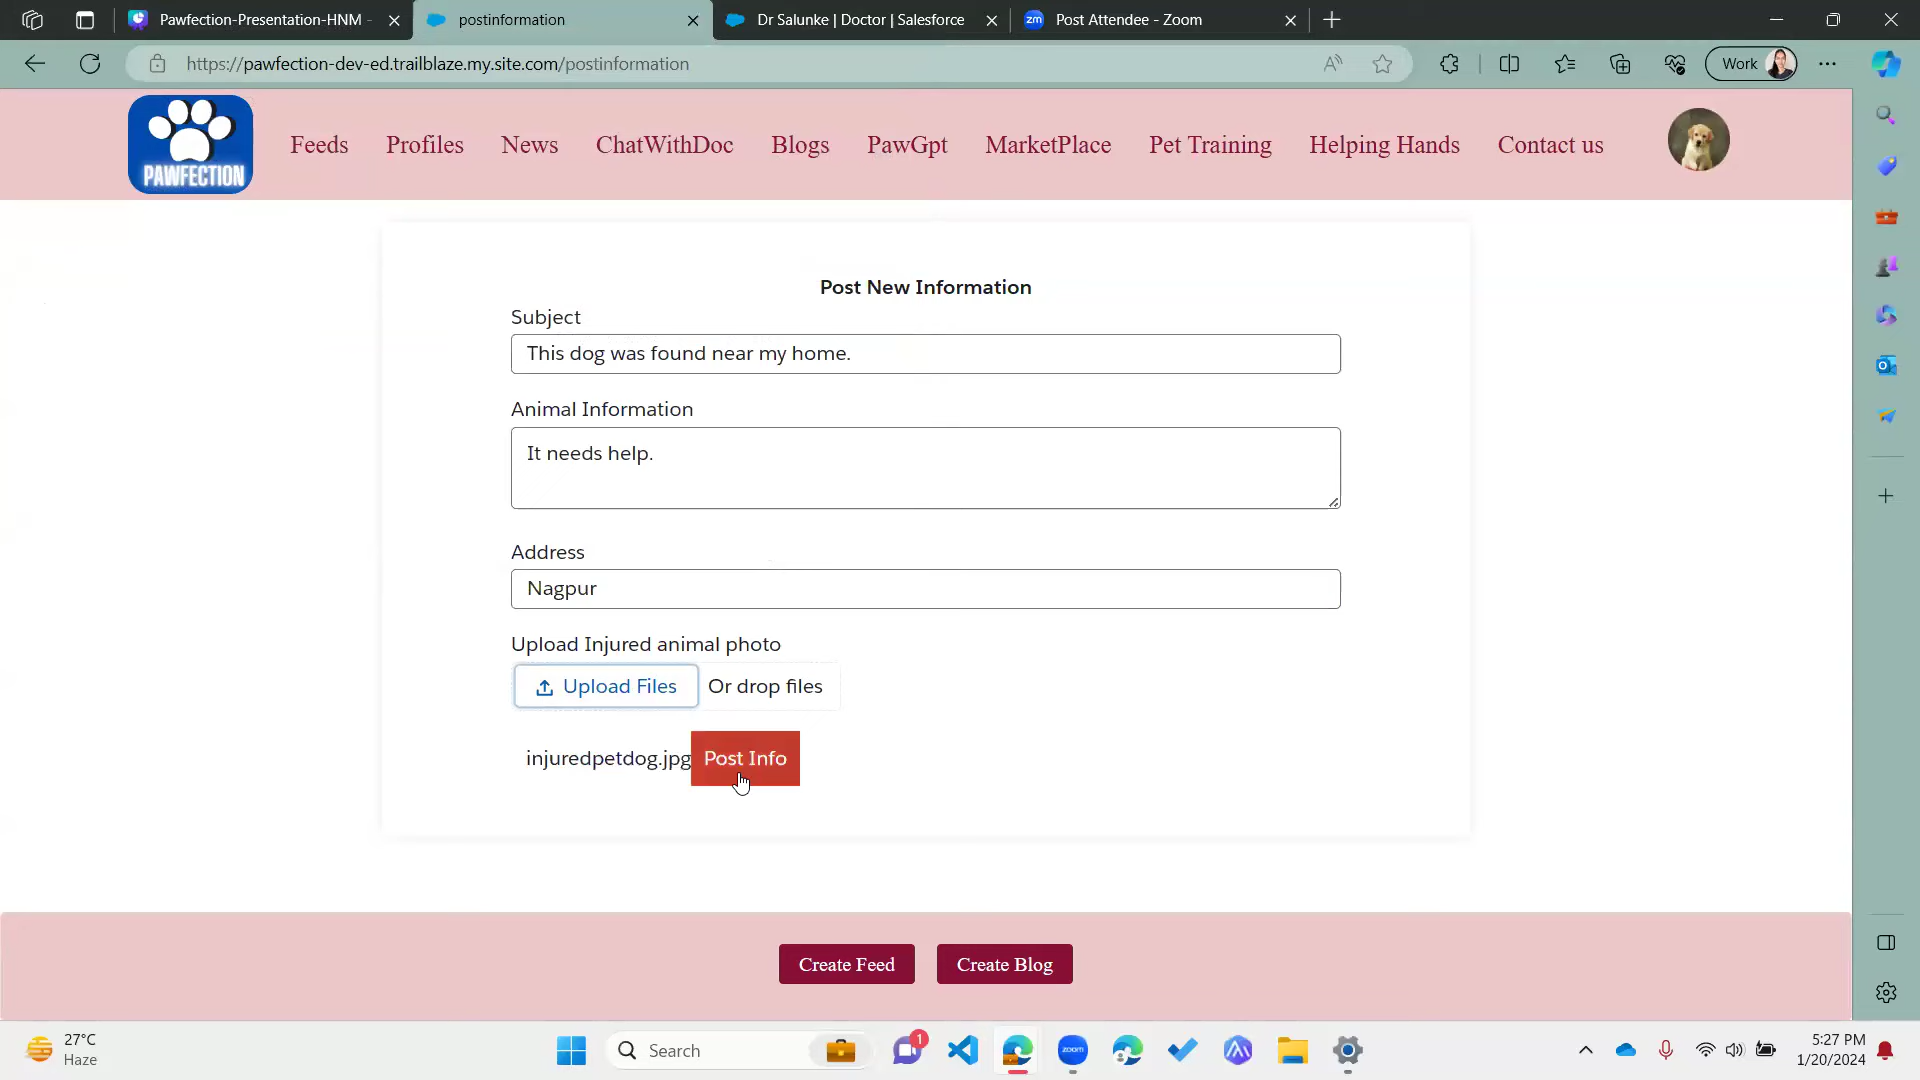 Pawfection-Presentation-HNM -
postinformation
Dr Salunke | Doctor | Salesforce
zm Post Attendee - Zoom
https://pawfection-dev-ed.trailblaze.my.site.com/postinformation
Work
PAWFECTION
Feeds Profiles News ChatWithDoc Blogs PawGpt MarketPlace Pet Training Helping Hands Contact us
Post New Information
Subject
This dog was found near my home.
Animal Information
It needs help.
Address
Nagpur
Upload Injured animal photo
Upload Files Or drop files
injuredpetdog.jpg Post Info
Create Feed Create Blog
27°C
Haze
Search
1
zoom
5:27 PM
1/20/2024